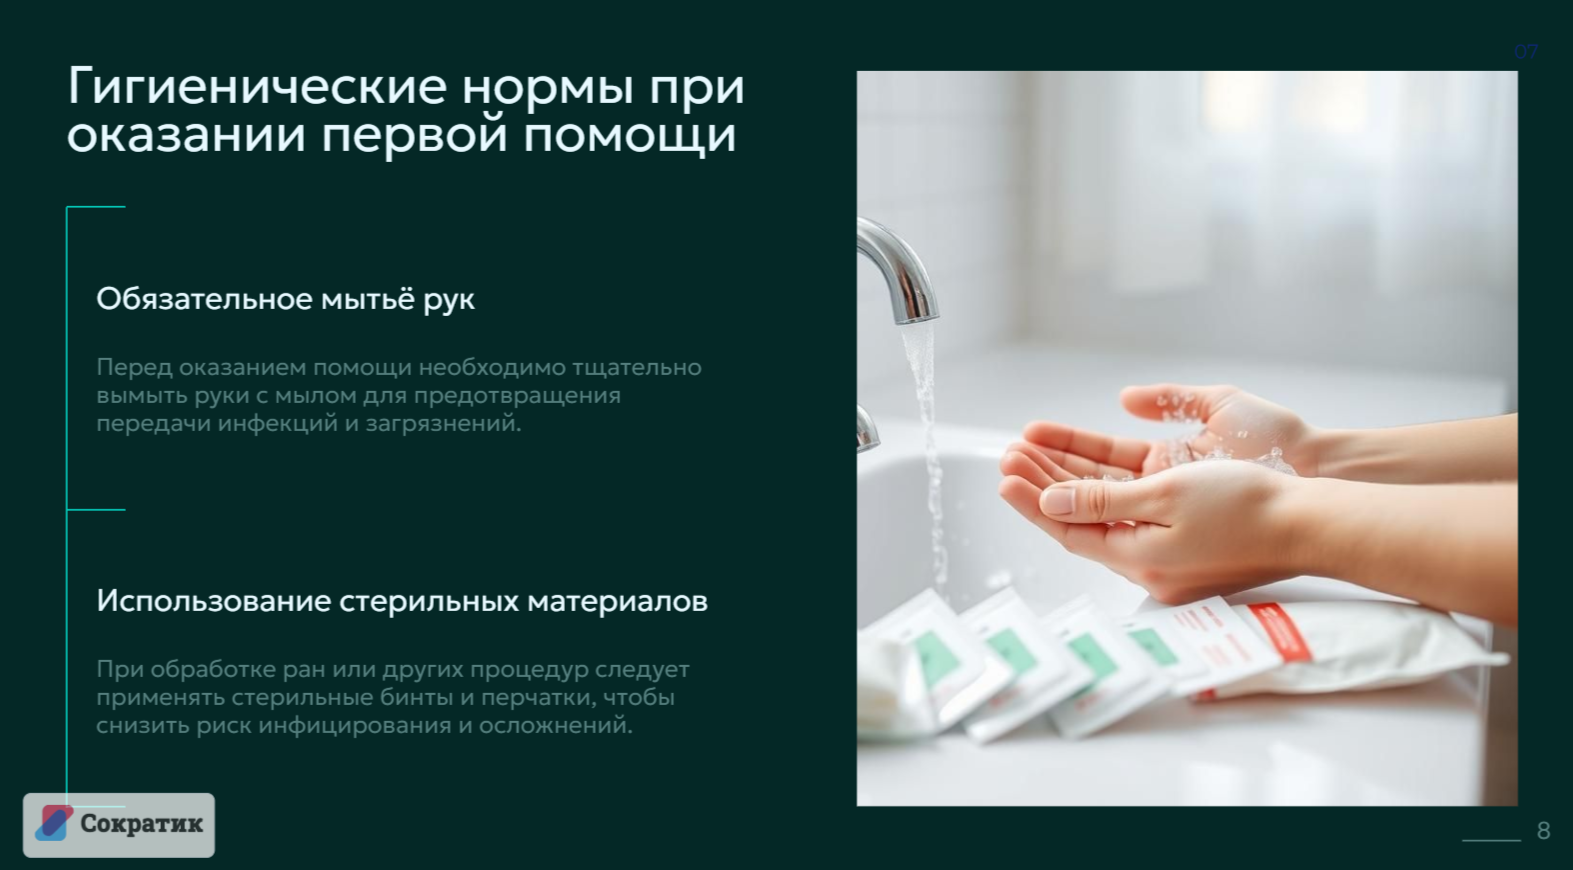 07
Гигиенические нормы при
оказании первой помощи
Обязательное мытьё рук
Перед оказанием помощи необходимо тщательно
вымыть руки с мылом для предотвращения
передачи инфекций и загрязнений.
Использование стерильных материалов
При обработке ран или других процедур следует
применять стерильные бинты и перчатки, чтобы
снизить риск инфицирования и осложнений.
Сократик
8